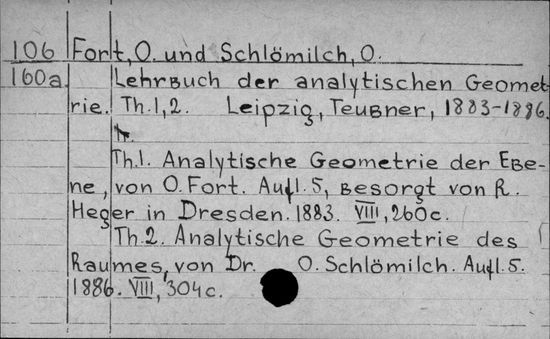 106 Fort, O. und Schlömilch, O.
160a Lehrbuch der analytischen Geomet-
rie. Th.1,2. Leipzig, Teubner, 1883-1886.
Th.1. Analytische Geometrie der Ebe-
ne, von O. Fort. Aufl. 5, besorgt von R.
Heger in Dresden. 1883. VIII, 260c.
Th.2. Analytische Geometrie des
Raumes, von Dr. O. Schlömilch. Aufl. 5.
1886. VIII, 304c.